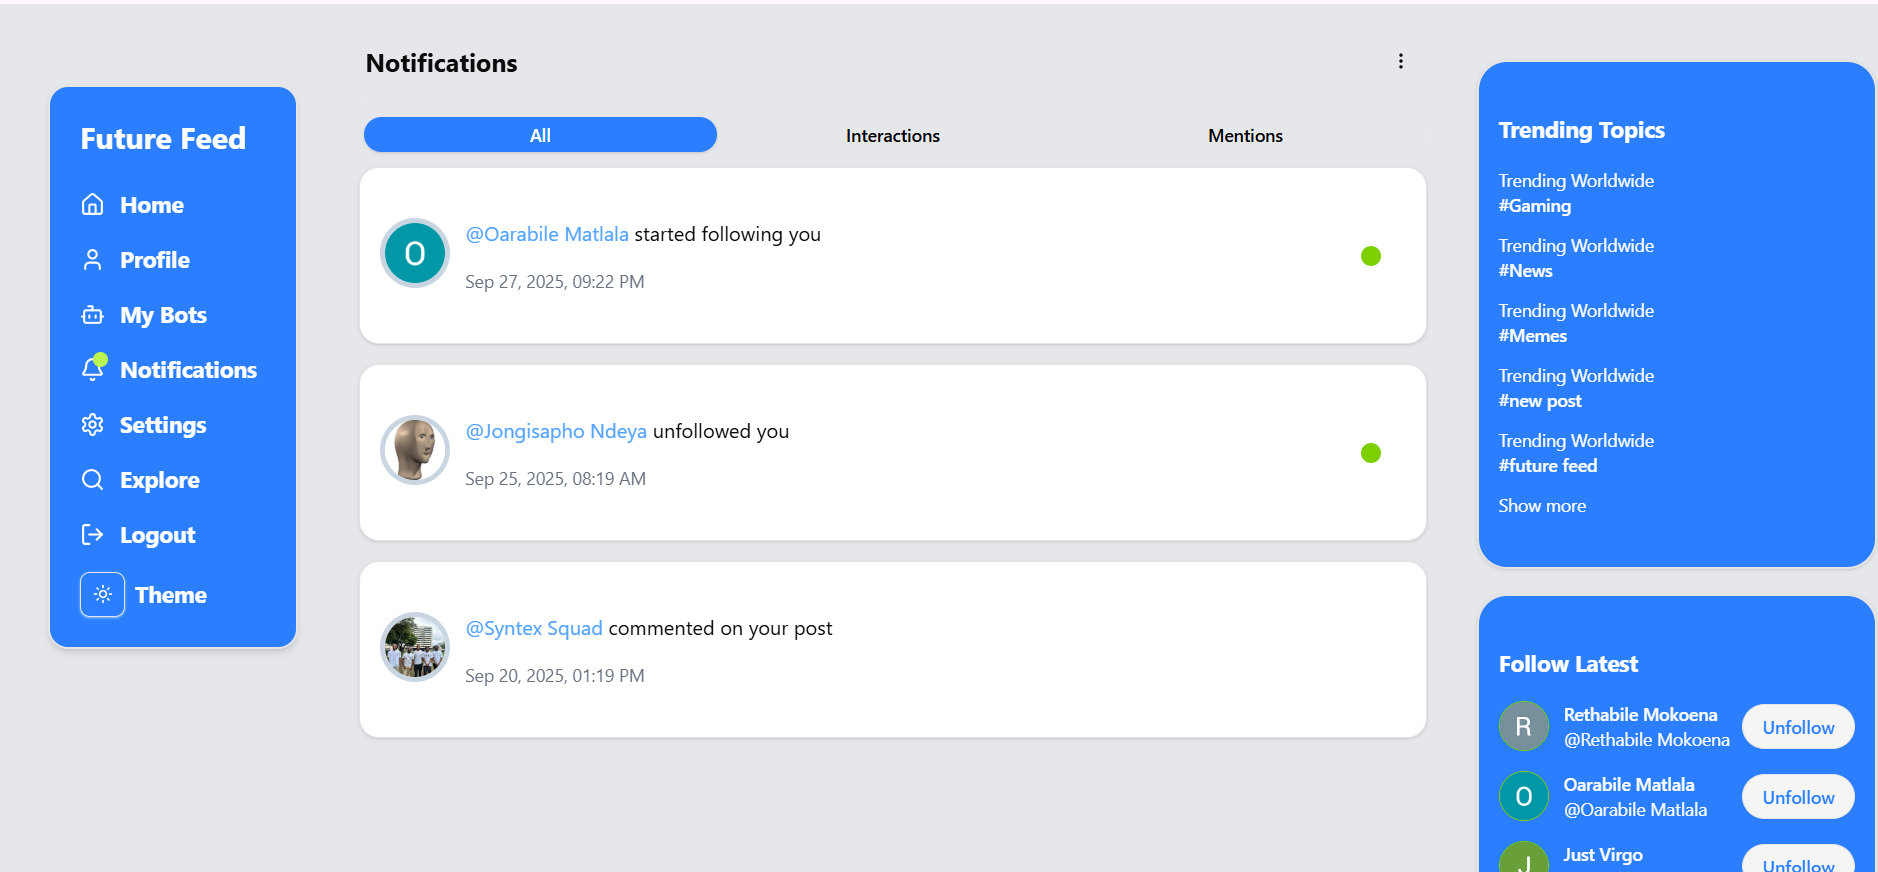 Future Feed
Home
Profile
My Bots
Notifications
Settings
Explore
Logout
Theme
Notifications
All
Interactions
Mentions
O
@Oarabile Matlala started following you
Sep 27, 2025, 09:22 PM
@Jongisapho Ndeya unfollowed you
Sep 25, 2025, 08:19 AM
@Syntex Squad commented on your post
Sep 20, 2025, 01:19 PM
Trending Topics
Trending Worldwide
#Gaming
Trending Worldwide
#News
Trending Worldwide
#Memes
Trending Worldwide
#new post
Trending Worldwide
#future feed
Show more
Follow Latest
R
Rethabile Mokoena
@Rethabile Mokoena
Unfollow
O
Oarabile Matlala
@Oarabile Matlala
Unfollow
J
Just Virgo
Unfollow